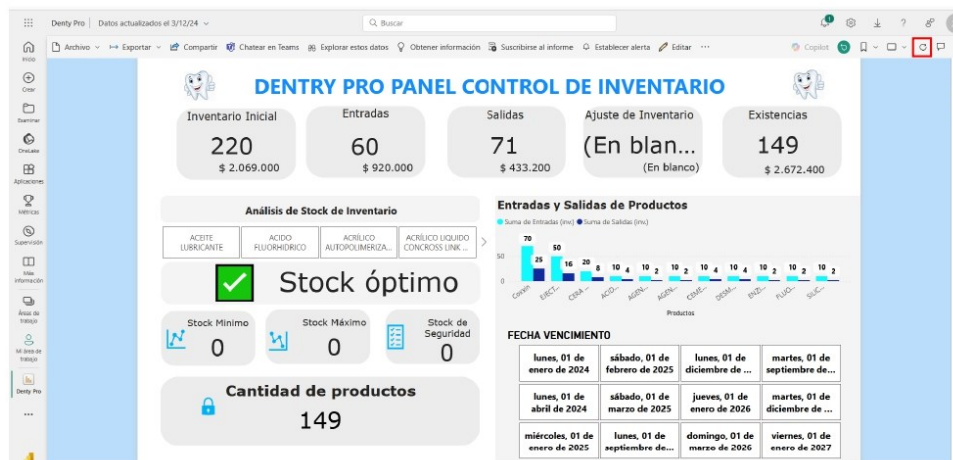 Denty Pro
Datos actualizados el 3/12/24
Buscar
Archivo
Exportar
Compartir
Chatear en Teams
Explorar estos datos
Obtener información
Suscribirse al informe
Establecer alerta
Editar
Copilot
Inicio
Crear
Examinar
OneLake
Aplicaciones
Métricas
Supervisión
Más
información
Áreas de
trabajo
Mi área de
trabajo
Denty Pro
DENTRY PRO PANEL CONTROL DE INVENTARIO
Inventario Inicial
220
$ 2.069.000
Entradas
60
$ 920.000
Salidas
71
$ 433.200
Ajuste de Inventario
(En blan...
(En blanco)
Existencias
149
$ 2.672.400
Análisis de Stock de Inventario
ACEITE
LUBRICANTE
ACIDO
FLUORHIDRICO
ACRÍLICO
AUTOPOLIMERIZA...
ACRÍLICO LIQUIDO
CONCROSS LINK ...
Stock óptimo
Stock Minimo
0
Stock Máximo
0
Stock de
Seguridad
0
Cantidad de productos
149
Entradas y Salidas de Productos
Suma de Entradas (inv.) Suma de Salidas (inv.)
50
0
70 25 50 16 20 8 10 4 10 2 10 2 10 4 10 4 10 2 10 2 10 2
EJECT... CERA ... ACID... AGEN... AGEN... CEME... DESM... ENZI... FLUO... SILIC...
Productos
FECHA VENCIMIENTO
lunes, 01 de
enero de 2024
sábado, 01 de
febrero de 2025
lunes, 01 de
diciembre de ...
martes, 01 de
septiembre de...
lunes, 01 de
abril de 2024
sábado, 01 de
marzo de 2025
jueves, 01 de
enero de 2026
martes, 01 de
diciembre de ...
miércoles, 01 de
enero de 2025
lunes, 01 de
septiembre de...
domingo, 01 de
marzo de 2026
viernes, 01 de
enero de 2027